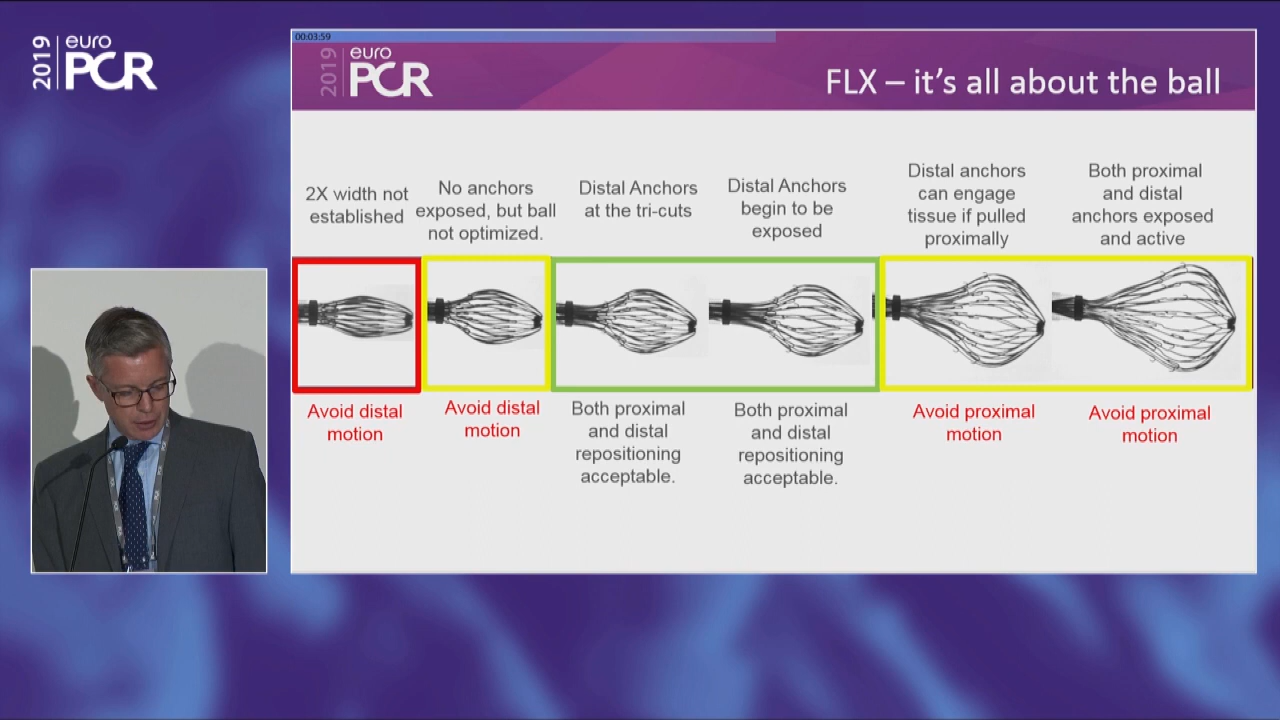 2019
euro
PCR
00:03:59
2019
euro
PCR
FLX – it's all about the ball
2X width not
established
No anchors
exposed, but ball
not optimized.
Distal Anchors
at the tri-cuts
Distal Anchors
begin to be
exposed
Distal anchors
can engage
tissue if pulled
proximally
Both proximal
and distal
anchors exposed
and active
Avoid distal
motion
Avoid distal
motion
Both proximal
and distal
repositioning
acceptable.
Both proximal
and distal
repositioning
acceptable.
Avoid proximal
motion
Avoid proximal
motion